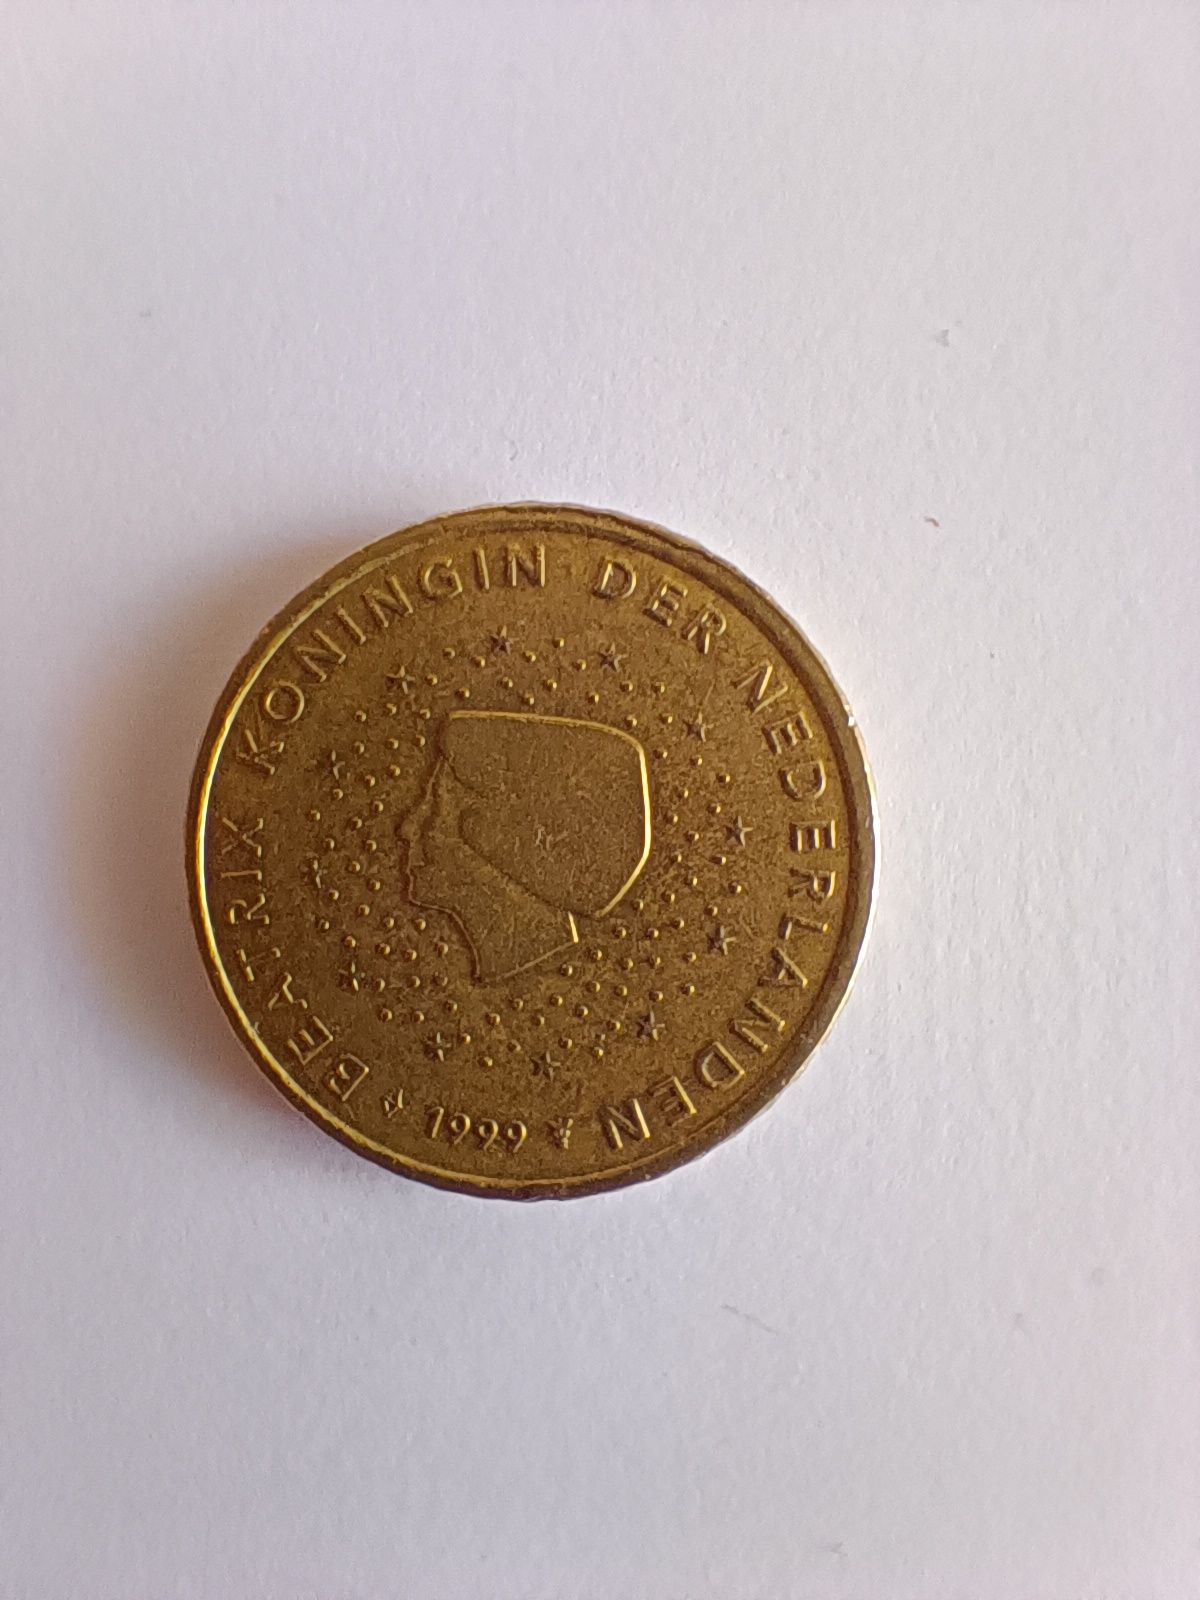 BEATRIX KONINGIN DER NEDERLANDEN
1999